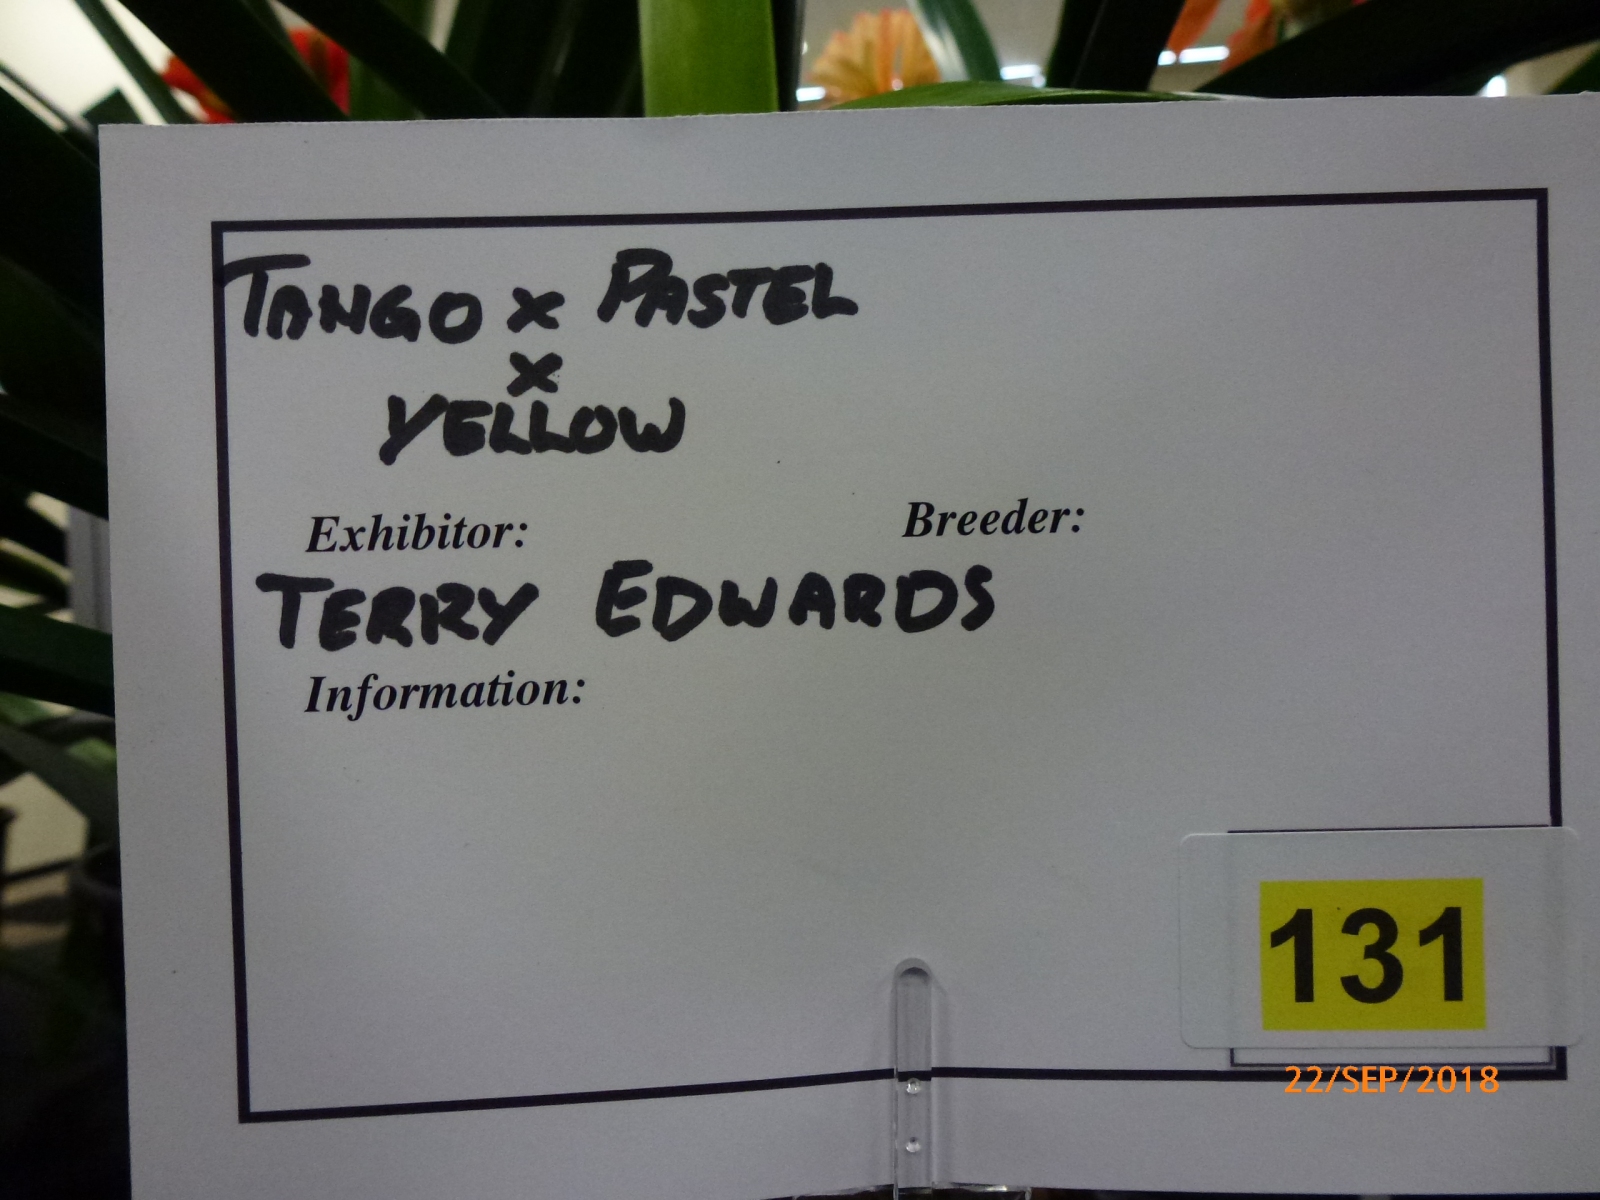 TANGO x PASTEL
x
YELLOW
Exhibitor: Breeder:
TERRY EDWARDS
Information:
131
22/SEP/2018